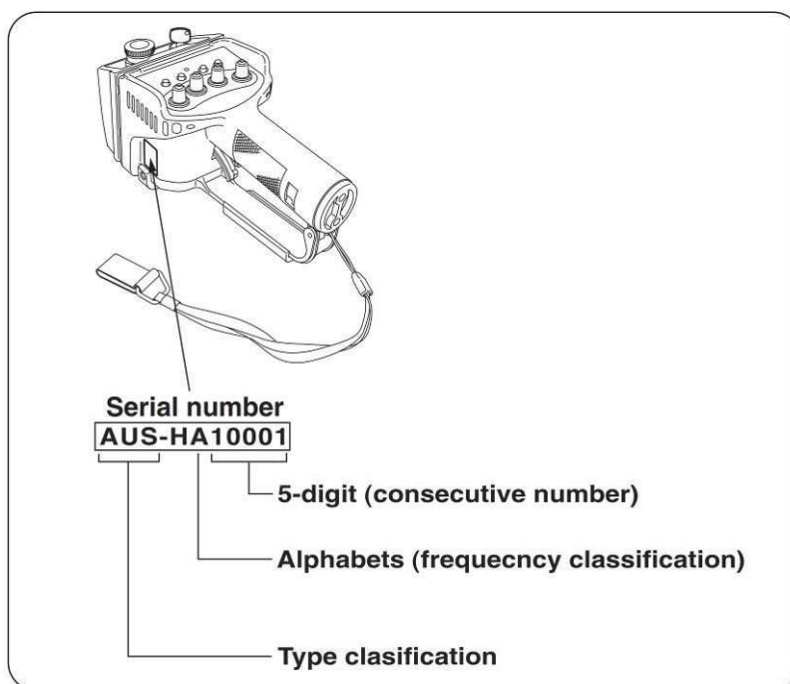 Serial number
AUS-HA10001
5-digit (consecutive number)
Alphabets (frequecncy classification)
Type clasification